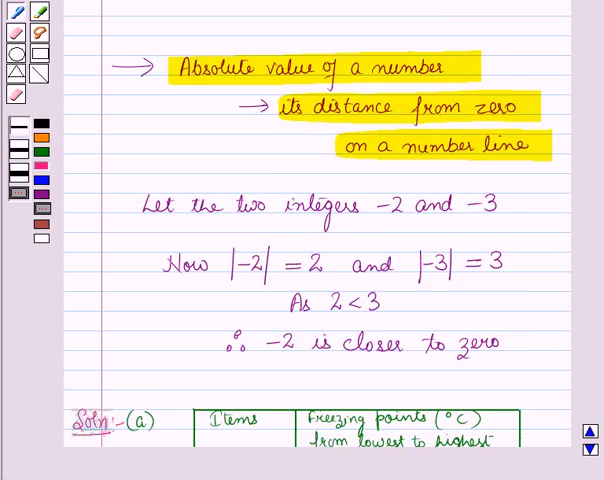 → Absolute value of a number
→ its distance from zero
on a number line
Let the two integers -2 and -3
Now |-2| = 2 and |-3| = 3
As 2 < 3
∴ -2 is closer to zero
Soln:- (a) Items Freezing points (°C)
from lowest to highest